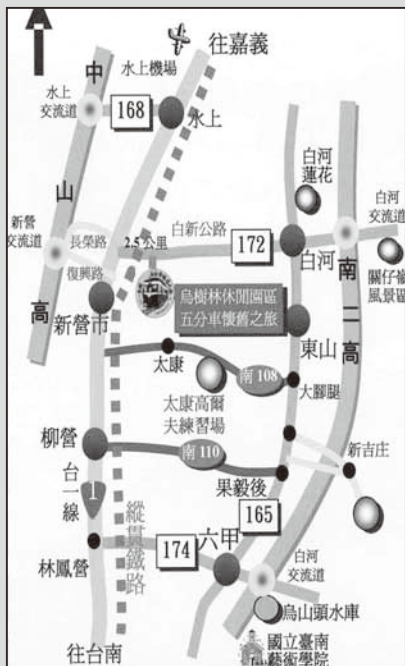 往嘉義
中山高
水上機場
水上
交流道
168
水上
白河
蓮花
白新公路
172
白河
交流道
新營
交流道
長榮路
2.5公里
復興路
白河
南二高
關仔嶺
風景區
烏樹林休閒園區
五分車懷舊之旅
新營市
東山
太康
南108
大腳腿
太康高爾
夫練習場
柳營
南110
新吉庄
果毅後
台一線
1
165
縱貫鐵路
174
六甲
白河
交流道
林鳳營
烏山頭水庫
往台南
國立臺南
藝術學院